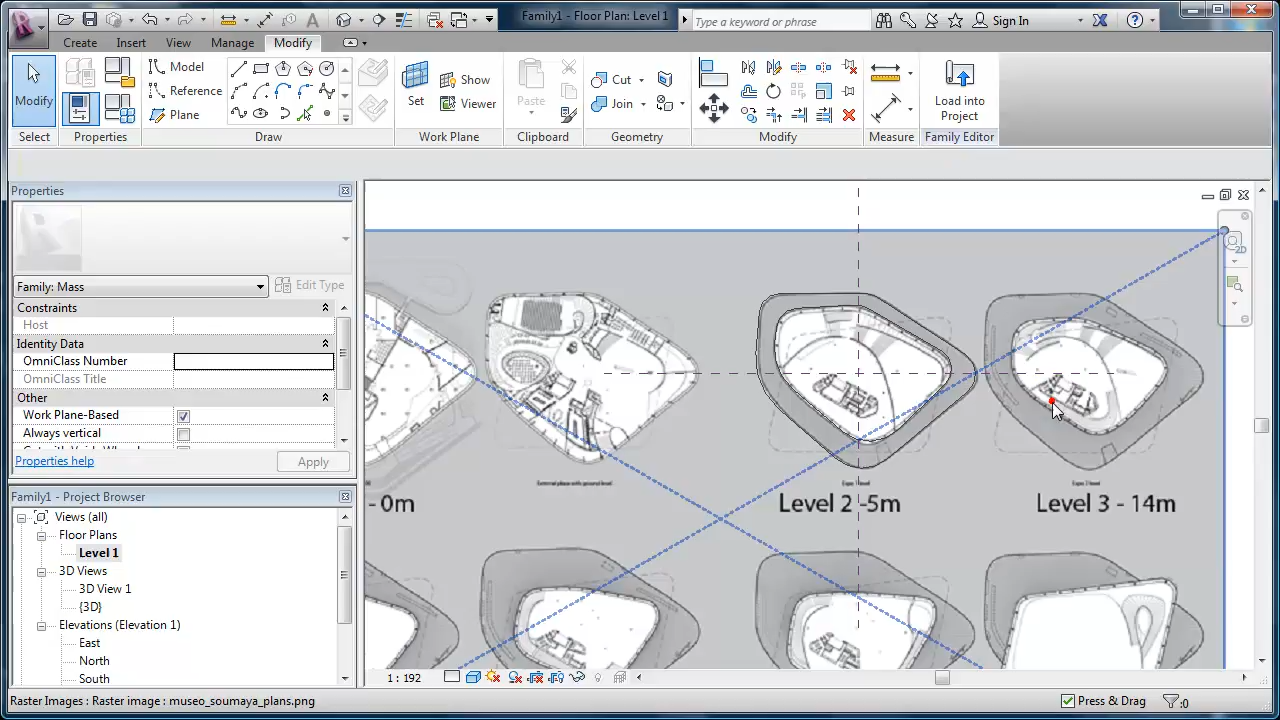 Family1 - Floor Plan: Level 1
Type a keyword or phrase
Sign In
Create Insert View Manage Modify
Modify
Select
Properties
Model
Reference
Plane
Draw
Set
Show
Viewer
Work Plane
Paste
Clipboard
Cut
Join
Geometry
Modify
Measure
Load into
Project
Family Editor
Properties
Family: Mass
Edit Type
Constraints
Host
Identity Data
OmniClass Number
OmniClass Title
Other
Work Plane-Based
Always vertical
Properties help
Apply
Family1 - Project Browser
Views (all)
Floor Plans
Level 1
3D Views
3D View 1
{3D}
Elevations (Elevation 1)
East
North
South
2D
- 0m
Level 2 -5m
Level 3 - 14m
1 : 192
Raster Images : Raster image : museo_soumaya_plans.png
Press & Drag
:0